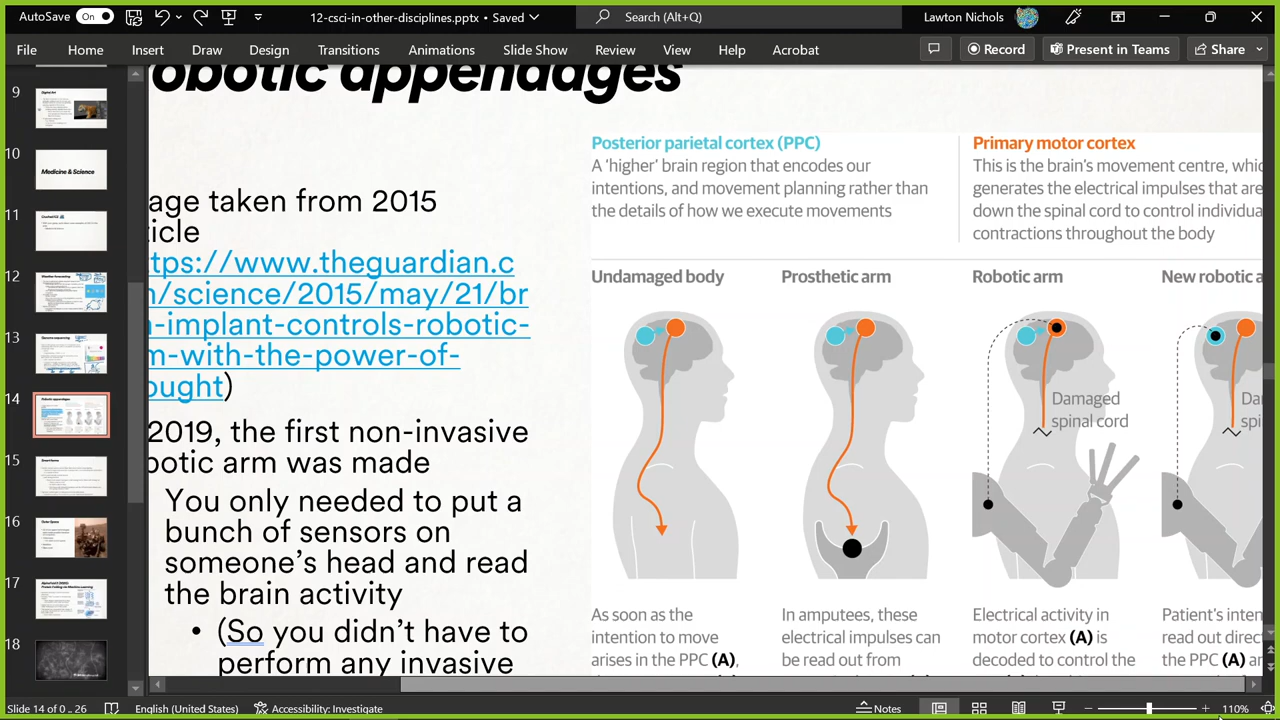 AutoSave On 12-csci-in-other-disciplines.pptx • Saved Search (Alt+Q) Lawton Nichols
File Home Insert Draw Design Transitions Animations Slide Show Review View Help Acrobat Record Present in Teams Share
obotic appendages
9
10
Medicine & Science
11
12
13
14
15
16
17
18
age taken from 2015
ticle
ttps://www.theguardian.c
n/science/2015/may/21/br
n-implant-controls-robotic-
m-with-the-power-of-
ought)
2019, the first non-invasive
botic arm was made
You only needed to put a
bunch of sensors on
someone's head and read
the brain activity
• (So you didn't have to
perform any invasive
Posterior parietal cortex (PPC)
A 'higher' brain region that encodes our
intentions, and movement planning rather than
the details of how we execute movements
Primary motor cortex
This is the brain's movement centre, whic
generates the electrical impulses that are
down the spinal cord to control individua
contractions throughout the body
Undamaged body Prosthetic arm Robotic arm New robotic a
Damaged
spinal cord
Da
spi
As soon as the
intention to move
arises in the PPC (A),
In amputees, these
electrical impulses can
be read out from
Electrical activity in
motor cortex (A) is
decoded to control the
Patient's inten
read out direc
the PPC (A) ar
Slide 14 of 0 .. 26 English (United States) Accessibility: Investigate Notes 110%